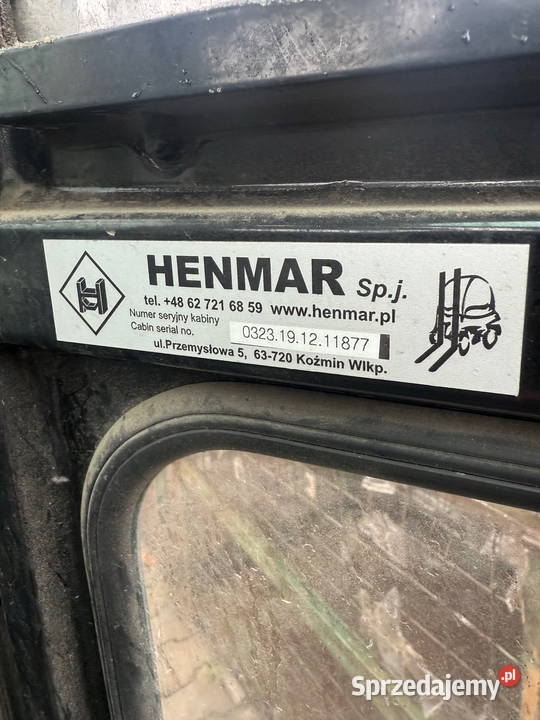 HENMAR Sp.j.
tel. +48 62 721 68 59 www.henmar.pl
Numer seryjny kabiny
Cabin serial no. 0323.19.12.11877
ul.Przemysłowa 5, 63-720 Koźmin Wlkp.
Sprzedajemy.pl